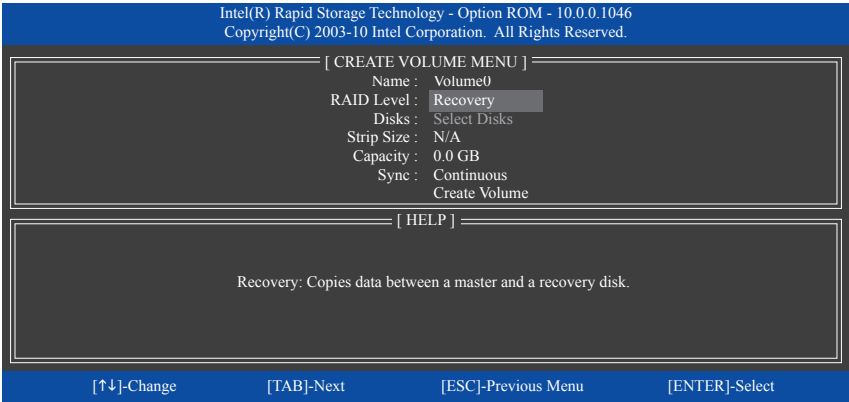 Intel(R) Rapid Storage Technology - Option ROM - 10.0.0.1046
Copyright(C) 2003-10 Intel Corporation. All Rights Reserved.
[ CREATE VOLUME MENU ]
Name : Volume0
RAID Level : Recovery
Disks : Select Disks
Strip Size : N/A
Capacity : 0.0 GB
Sync : Continuous
Create Volume
[ HELP ]
Recovery: Copies data between a master and a recovery disk.
[↑↓]-Change [TAB]-Next [ESC]-Previous Menu [ENTER]-Select